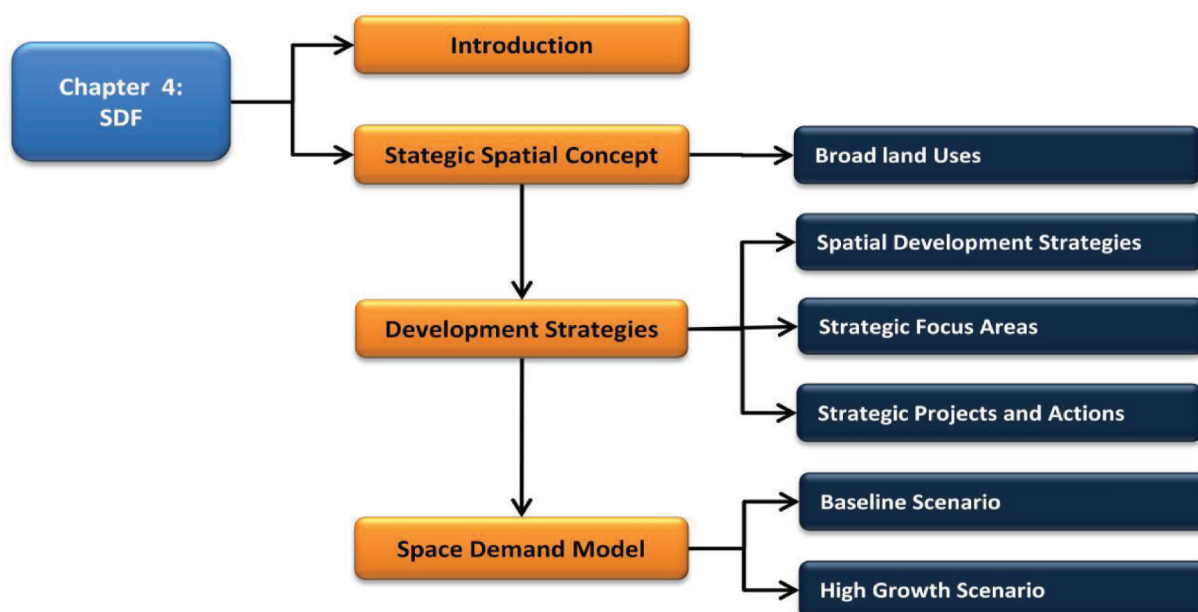 Chapter 4:
SDF
Introduction
Stategic Spatial Concept
Broad land Uses
Development Strategies
Spatial Development Strategies
Strategic Focus Areas
Strategic Projects and Actions
Space Demand Model
Baseline Scenario
High Growth Scenario